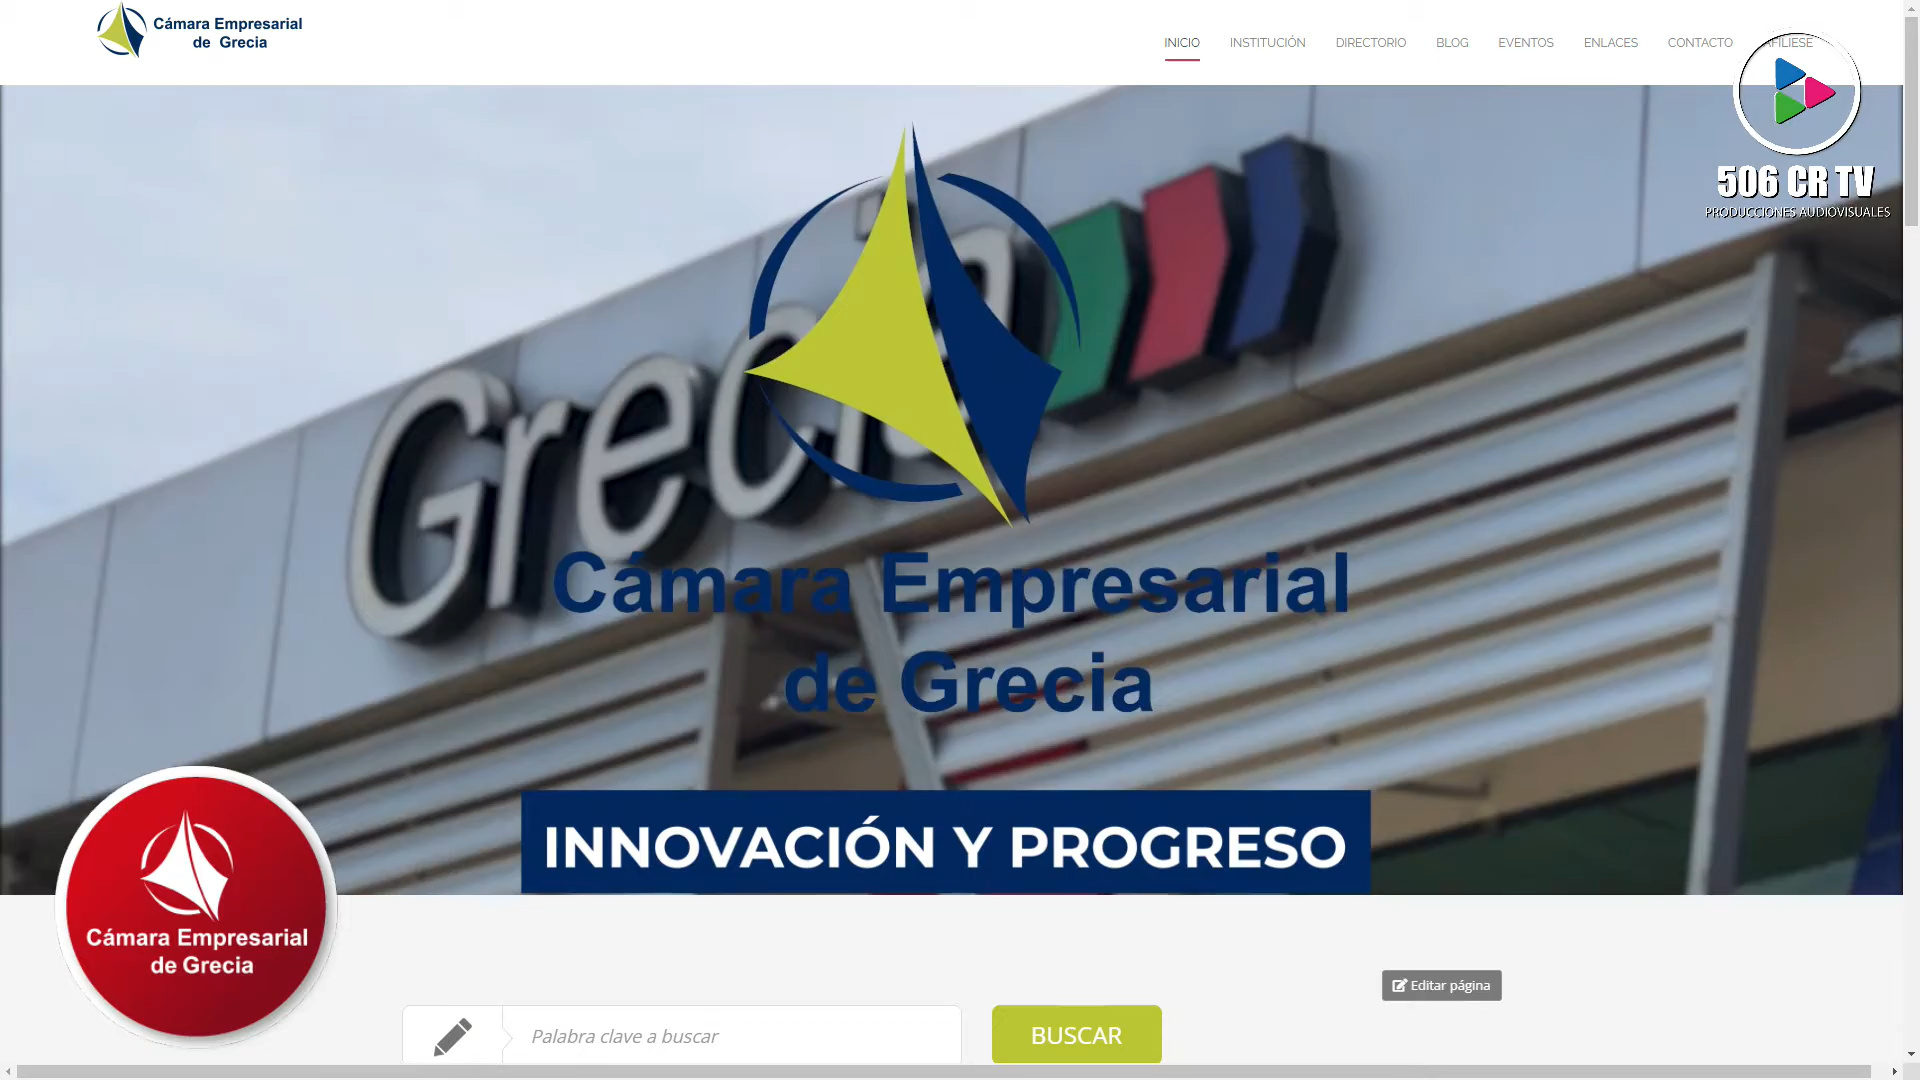 Cámara Empresarial
de Grecia
INICIO INSTITUCIÓN DIRECTORIO BLOG EVENTOS ENLACES CONTACTO AFÍLIESE
506 CR TV
PRODUCCIONES AUDIOVISUALES
Grecia
Cámara Empresarial
de Grecia
INNOVACIÓN Y PROGRESO
Cámara Empresarial
de Grecia
Editar página
Palabra clave a buscar
BUSCAR